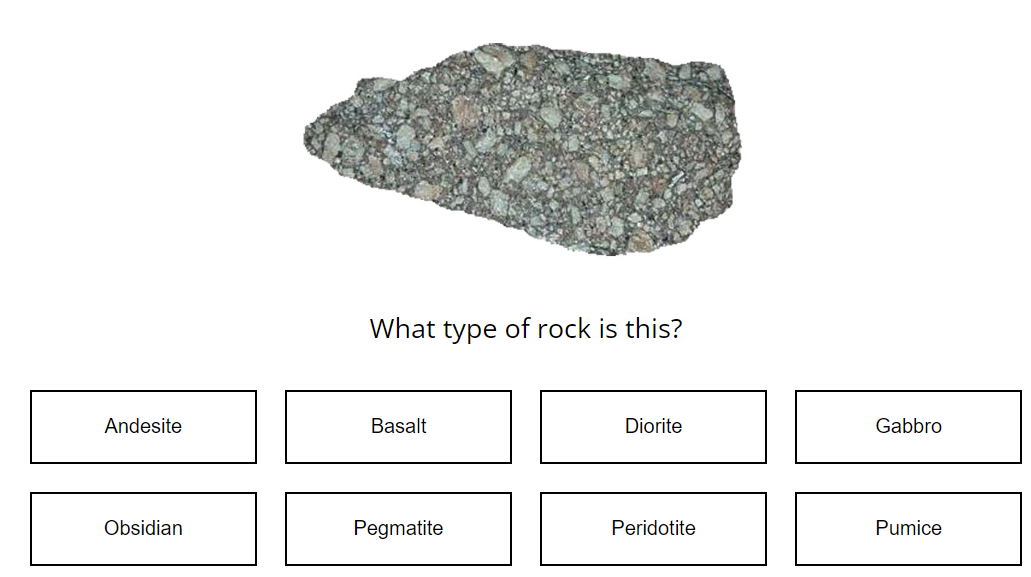 What type of rock is this?
Andesite
Basalt
Diorite
Gabbro
Obsidian
Pegmatite
Peridotite
Pumice